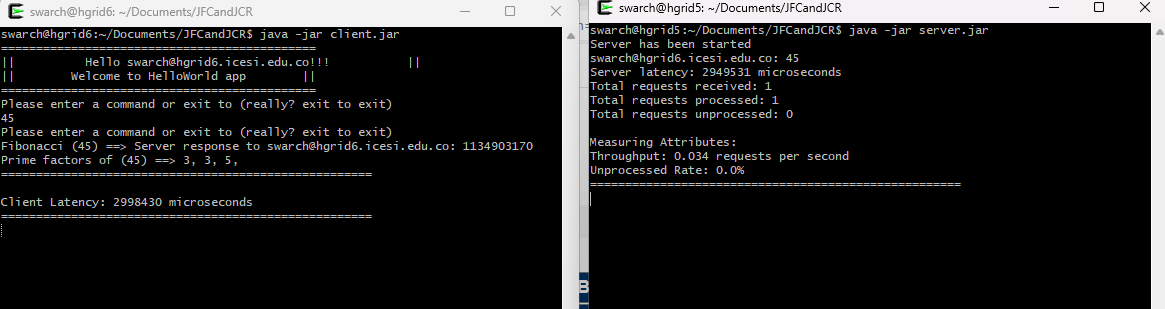 swarch@hgrid6: ~/Documents/JFCandJCR
swarch@hgrid6:~/Documents/JFCandJCR$ java -jar client.jar
=============================================
||          Hello swarch@hgrid6.icesi.edu.co!!!           ||
||        Welcome to HelloWorld app        ||
=============================================
Please enter a command or exit to (really? exit to exit)
45
Please enter a command or exit to (really? exit to exit)
Fibonacci (45) ==> Server response to swarch@hgrid6.icesi.edu.co: 1134903170
Prime factors of (45) ==> 3, 3, 5,
=====================================================
Client Latency: 2998430 microseconds
=====================================================
swarch@hgrid5: ~/Documents/JFCandJCR
swarch@hgrid5:~/Documents/JFCandJCR$ java -jar server.jar
Server has been started
swarch@hgrid6.icesi.edu.co: 45
Server latency: 2949531 microseconds
Total requests received: 1
Total requests processed: 1
Total requests unprocessed: 0
Measuring Attributes:
Throughput: 0.034 requests per second
Unprocessed Rate: 0.0%
=====================================================
B